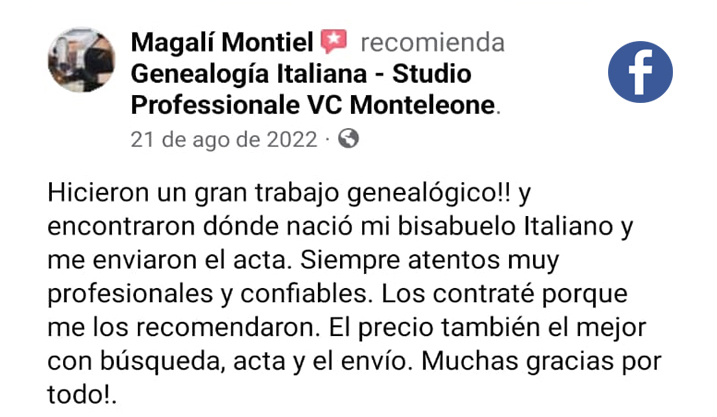 Magalí Montiel recomienda
Genealogía Italiana - Studio
Professionale VC Monteleone.
21 de ago de 2022 ·
Hicieron un gran trabajo genealógico!! y
encontraron dónde nació mi bisabuelo Italiano y
me enviaron el acta. Siempre atentos muy
profesionales y confiables. Los contraté porque
me los recomendaron. El precio también el mejor
con búsqueda, acta y el envío. Muchas gracias por
todo!.